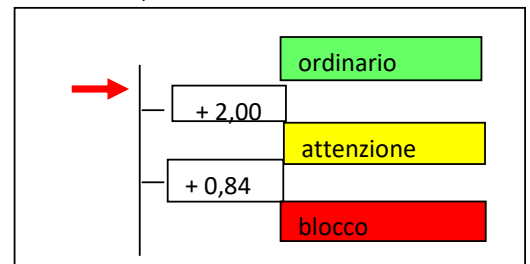 ordinario
+ 2,00
attenzione
+ 0,84
blocco